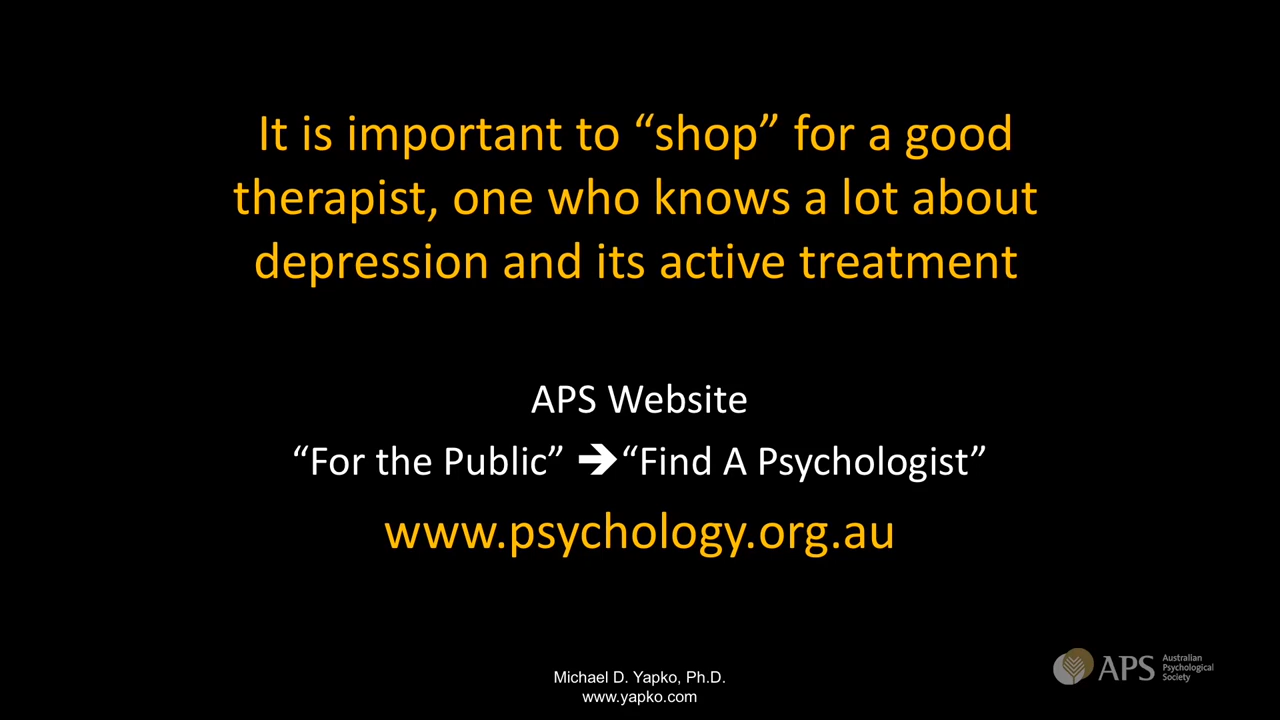 It is important to “shop” for a good
therapist, one who knows a lot about
depression and its active treatment
APS Website
“For the Public” 🡪“Find A Psychologist”
www.psychology.org.au
Michael D. Yapko, Ph.D.
www.yapko.com
APS
Australian
Psychological
Society